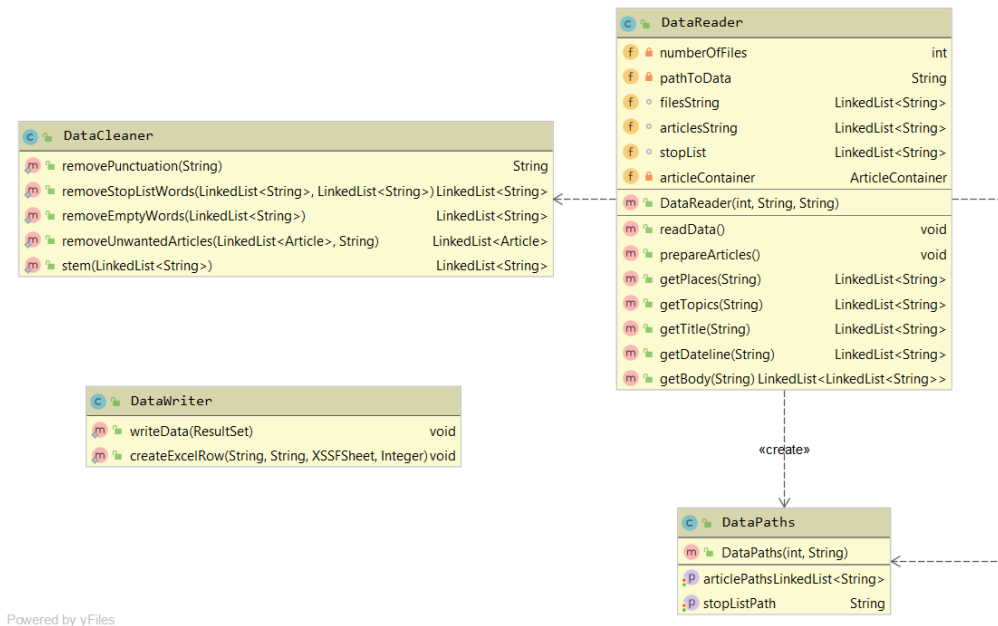 DataReader
numberOfFiles int
pathToData String
filesString LinkedList<String>
articlesString LinkedList<String>
stopList LinkedList<String>
articleContainer ArticleContainer
DataReader(int, String, String)
readData() void
prepareArticles() void
getPlaces(String) LinkedList<String>
getTopics(String) LinkedList<String>
getTitle(String) LinkedList<String>
getDateline(String) LinkedList<String>
getBody(String) LinkedList<LinkedList<String>>
DataCleaner
removePunctuation(String) String
removeStopListWords(LinkedList<String>, LinkedList<String>) LinkedList<String>
removeEmptyWords(LinkedList<String>) LinkedList<String>
removeUnwantedArticles(LinkedList<Article>, String) LinkedList<Article>
stem(LinkedList<String>) LinkedList<String>
DataWriter
writeData(ResultSet) void
createExcelRow(String, String, XSSFSheet, Integer) void
«create»
DataPaths
DataPaths(int, String)
articlePathsLinkedList<String>
stopListPath String
Powered by yFiles